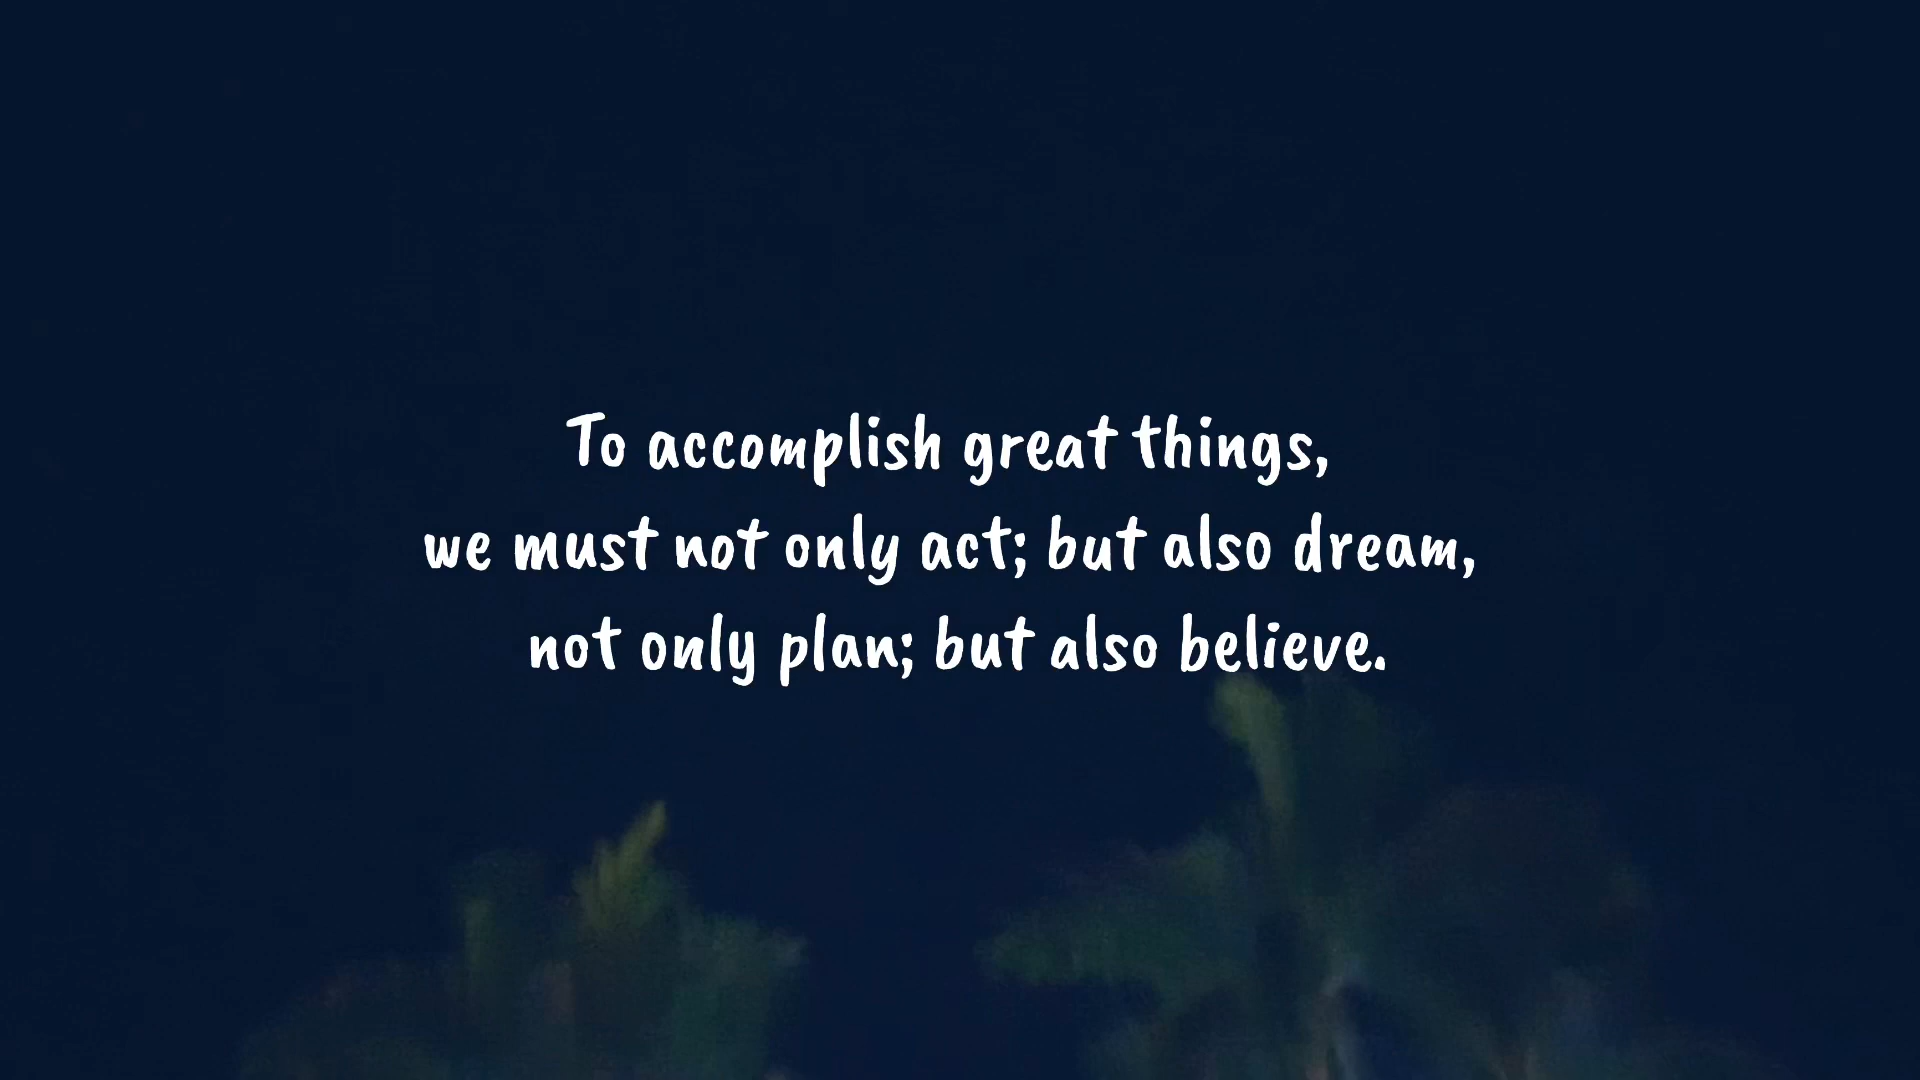 To accomplish great things,
we must not only act; but also dream,
not only plan; but also believe.